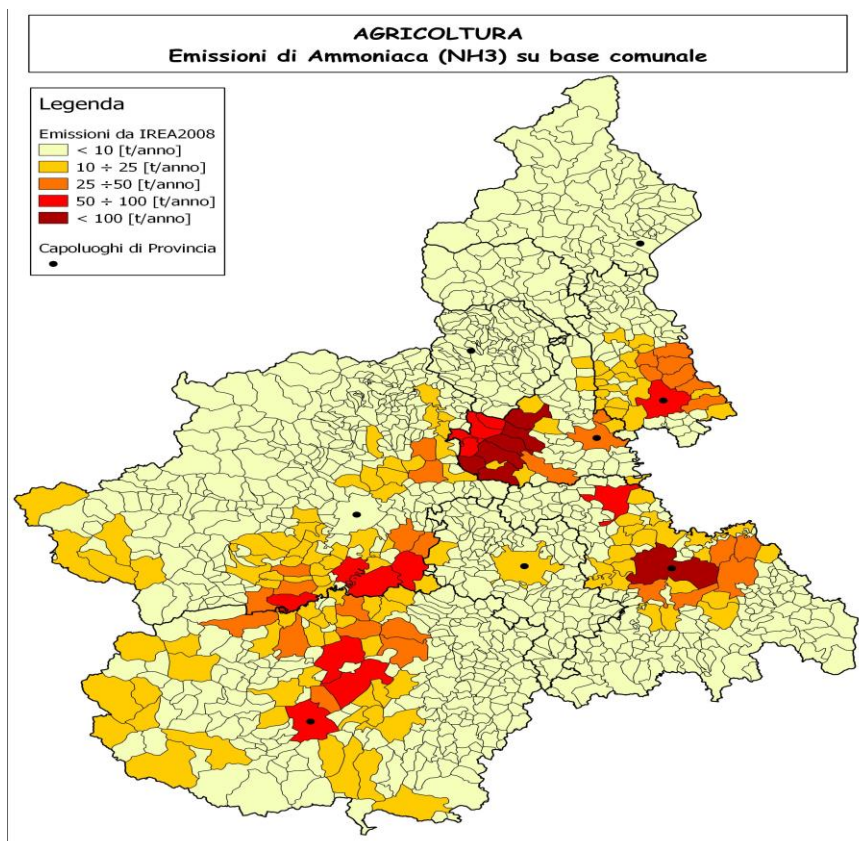 AGRICOLTURA
Emissioni di Ammoniaca (NH3) su base comunale
Legenda
Emissioni da IREA2008
< 10 [t/anno]
10 ÷ 25 [t/anno]
25 ÷50 [t/anno]
50 ÷ 100 [t/anno]
< 100 [t/anno]
Capoluoghi di Provincia